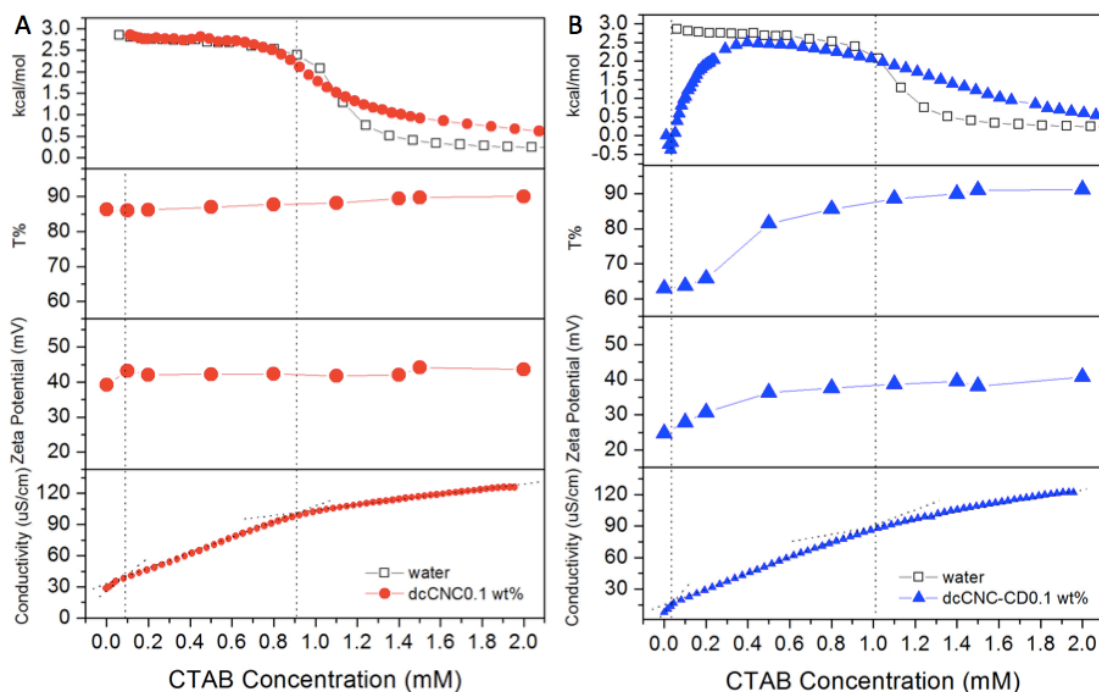 A
kcal/mol
3.0
2.5
2.0
1.5
1.0
0.5
0.0
T%
90
80
70
60
Zeta Potential (mV)
50
40
30
20
Conductivity (uS/cm)
120
90
60
30
0
water
dcCNC0.1 wt%
0.0 0.2 0.4 0.6 0.8 1.0 1.2 1.4 1.6 1.8 2.0
CTAB Concentration (mM)
B
kcal/mol
3.0
2.5
2.0
1.5
1.0
0.5
0.0
-0.5
T%
90
80
70
60
Zeta Potential (mV)
50
40
30
20
Conductivity (uS/cm)
120
90
60
30
water
dcCNC-CD0.1 wt%
0.0 0.2 0.4 0.6 0.8 1.0 1.2 1.4 1.6 1.8 2.0
CTAB Concentration (mM)